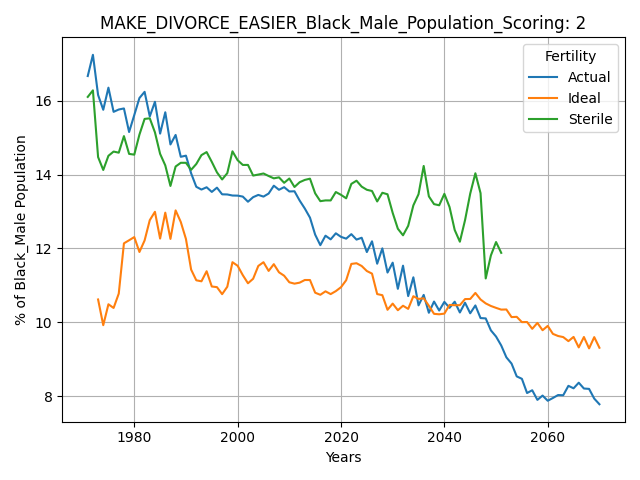 MAKE_DIVORCE_EASIER_Black_Male_Population_Scoring: 2
Fertility
Actual
Ideal
Sterile
% of Black_Male Population
16
14
12
10
8
1980
2000
2020
2040
2060
Years